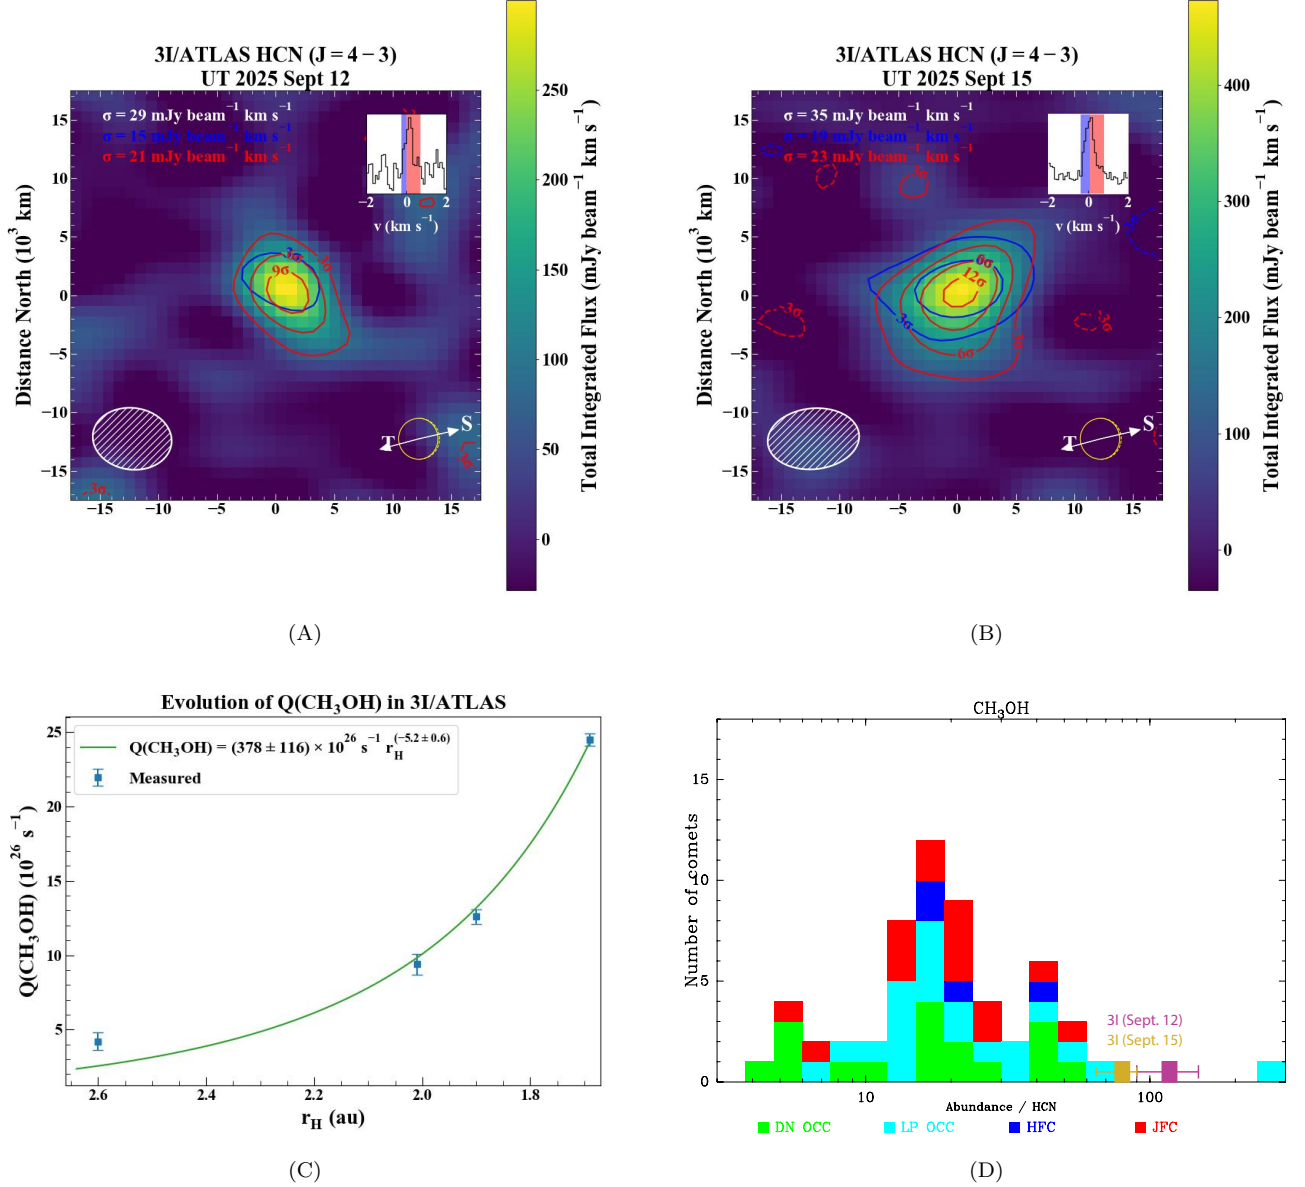 3I/ATLAS HCN (J = 4 − 3)
UT 2025 Sept 12
σ = 29 mJy beam⁻¹ km s⁻¹
σ = 15 mJy beam⁻¹ km s⁻¹
σ = 21 mJy beam⁻¹ km s⁻¹
−2 0 2
v (km s⁻¹)
3σ
3σ
9σ
3σ
3σ
T S
15
10
5
0
−5
−10
−15
Distance North (10³ km)
−15 −10 −5 0 5 10 15
250
200
150
100
50
0
Total Integrated Flux (mJy beam⁻¹ km s⁻¹)
(A)
3I/ATLAS HCN (J = 4 − 3)
UT 2025 Sept 15
σ = 35 mJy beam⁻¹ km s⁻¹
σ = 19 mJy beam⁻¹ km s⁻¹
σ = 23 mJy beam⁻¹ km s⁻¹
−2 0 2
v (km s⁻¹)
-3σ
6σ
12σ
-3σ
3σ
-3σ
3σ
6σ
T S
15
10
5
0
−5
−10
−15
Distance North (10³ km)
−15 −10 −5 0 5 10 15
400
300
200
100
0
Total Integrated Flux (mJy beam⁻¹ km s⁻¹)
(B)
Evolution of Q(CH₃OH) in 3I/ATLAS
Q(CH₃OH) = (378 ± 116) × 10²⁶ s⁻¹ r_H^(−5.2 ± 0.6)
Measured
25
20
15
10
5
Q(CH₃OH) (10²⁶ s⁻¹)
2.6 2.4 2.2 2.0 1.8
r_H (au)
(C)
CH₃OH
15
10
5
0
Number of comets
3I (Sept. 12)
3I (Sept. 15)
10 100
Abundance / HCN
DN OCC LP OCC HFC JFC
(D)